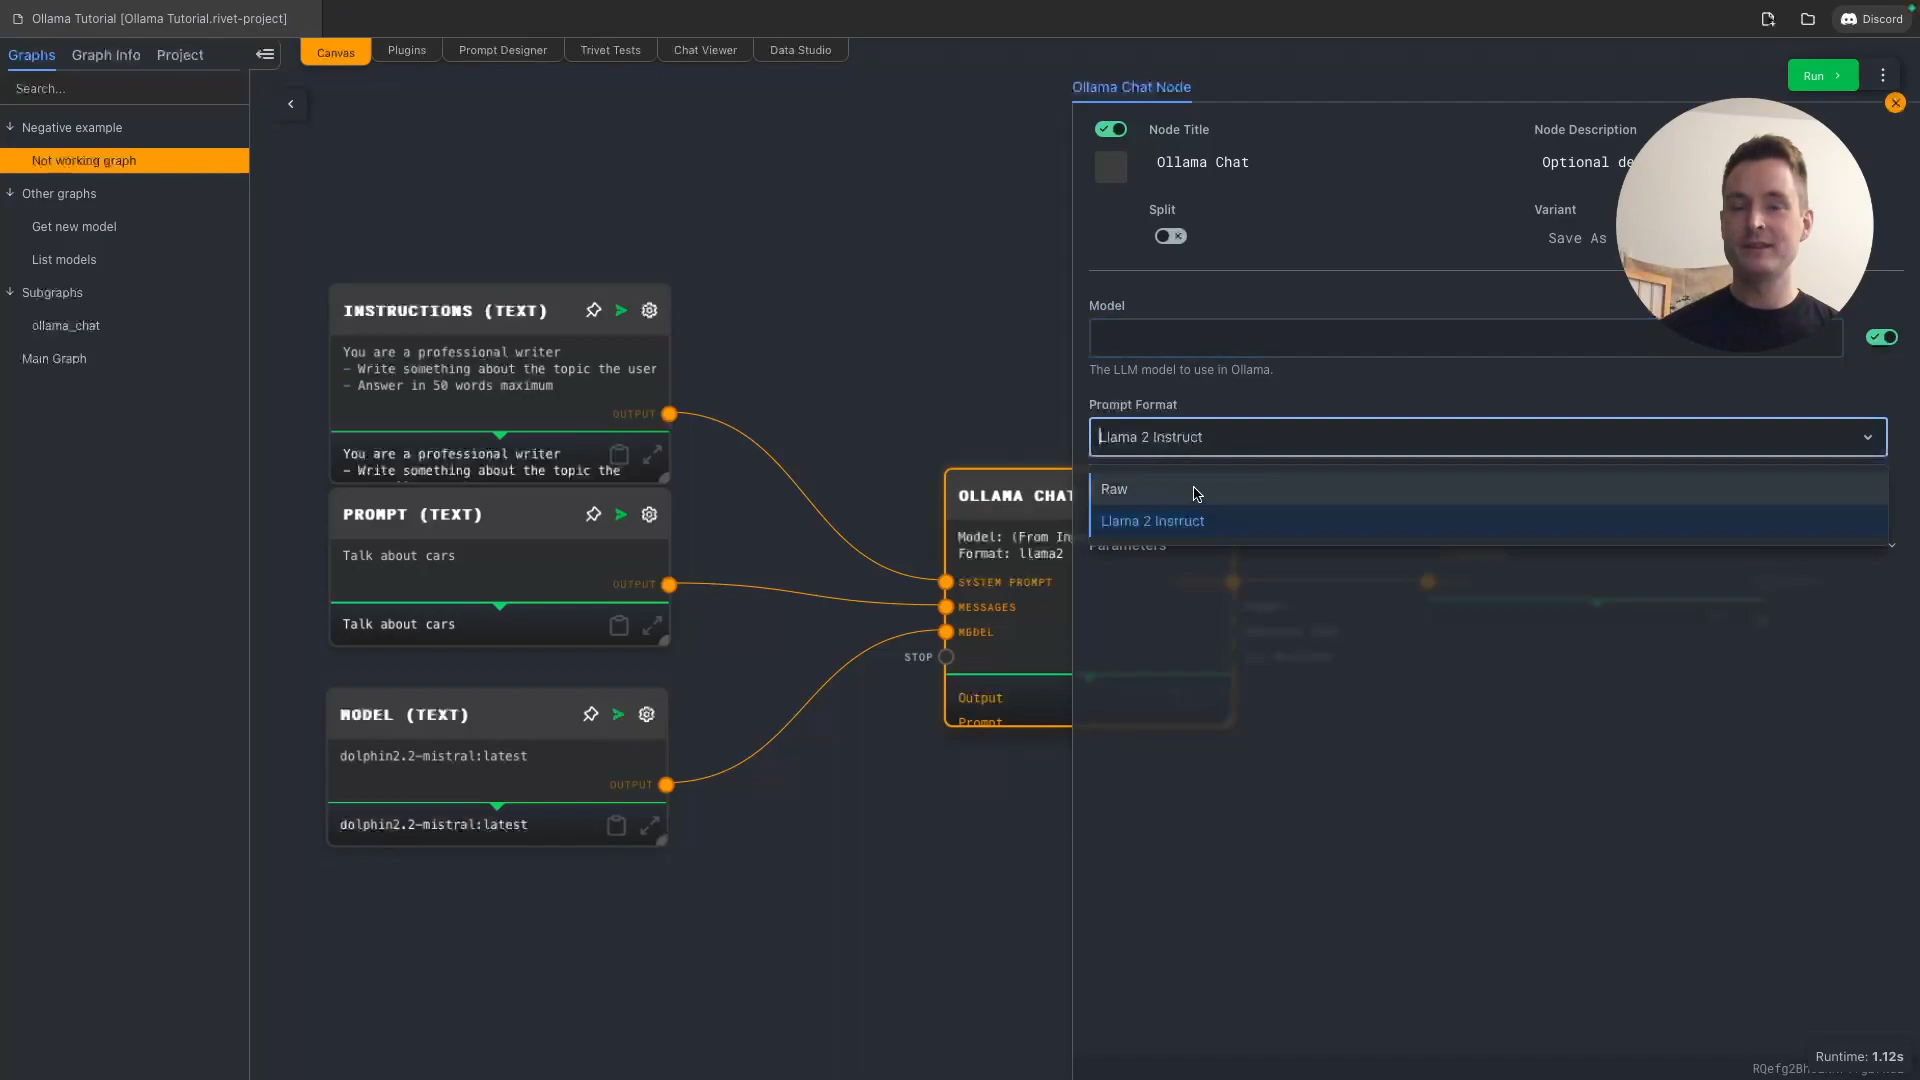 Ollama Tutorial [Ollama Tutorial.rivet-project]
Discord
Graphs
Graph Info
Project
Canvas
Plugins
Prompt Designer
Trivet Tests
Chat Viewer
Data Studio
Search...
Run
Negative example
Not working graph
Other graphs
Get new model
List models
Subgraphs
ollama_chat
Main Graph
INSTRUCTIONS (TEXT)
You are a professional writer
- Write something about the topic the user
- Answer in 50 words maximum
OUTPUT
You are a professional writer
- Write something about the topic the
PROMPT (TEXT)
Talk about cars
OUTPUT
Talk about cars
MODEL (TEXT)
dolphin2.2-mistral:latest
OUTPUT
dolphin2.2-mistral:latest
OLLAMA CHAT
Model: (From In
Format: llama2
SYSTEM PROMPT
MESSAGES
MODEL
STOP
Output
Prompt
Ollama Chat Node
Node Title
Node Description
Ollama Chat
Optional de
Split
Variant
Save As
Model
The LLM model to use in Ollama.
Prompt Format
Llama 2 Instruct
Raw
Llama 2 Instruct
Parameters
Runtime: 1.12s